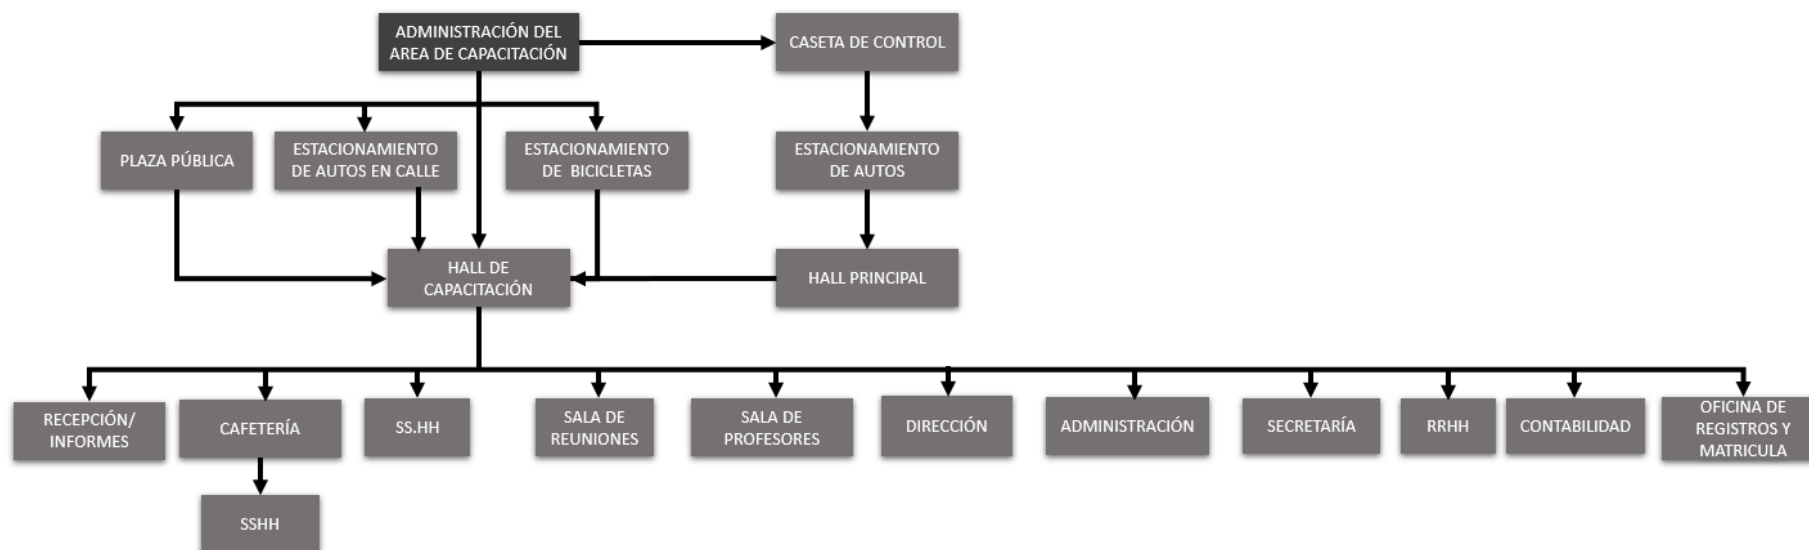 ADMINISTRACIÓN DEL
AREA DE CAPACITACIÓN
CASETA DE CONTROL
PLAZA PÚBLICA
ESTACIONAMIENTO
DE AUTOS EN CALLE
ESTACIONAMIENTO
DE BICICLETAS
ESTACIONAMIENTO
DE AUTOS
HALL DE
CAPACITACIÓN
HALL PRINCIPAL
RECEPCIÓN/
INFORMES
CAFETERÍA
SS.HH
SALA DE
REUNIONES
SALA DE
PROFESORES
DIRECCIÓN
ADMINISTRACIÓN
SECRETARÍA
RRHH
CONTABILIDAD
OFICINA DE
REGISTROS Y
MATRICULA
SSHH